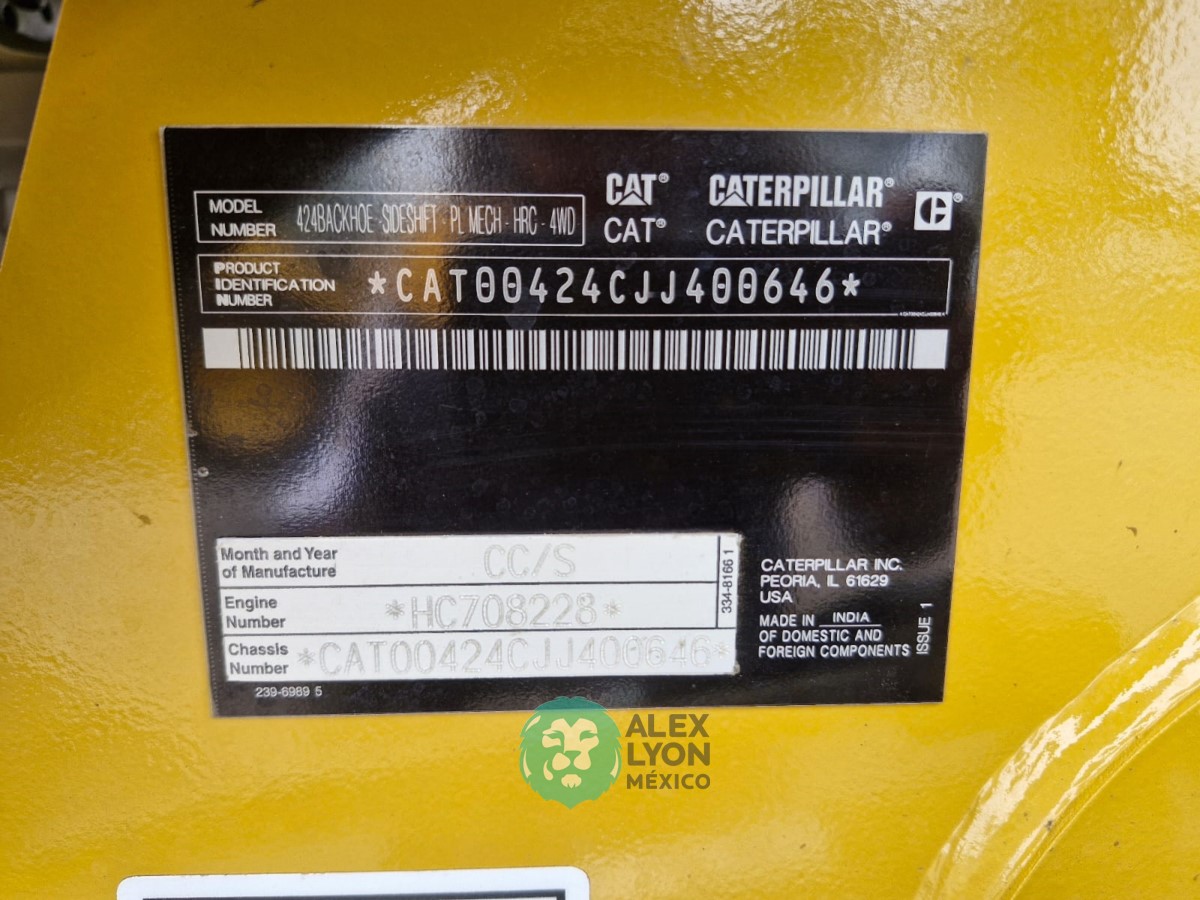 CAT® CATERPILLAR®
CAT® CATERPILLAR®
MODEL NUMBER 424BACKHOE - SIDESHIFT - PL MECH - HRC - 4WD
PRODUCT IDENTIFICATION NUMBER *CAT00424CJJ400646*
Month and Year of Manufacture CC/S
Engine Number *HC708228*
Chassis Number *CAT00424CJJ400646*
334-8166 1
239-6989 5
CATERPILLAR INC.
PEORIA, IL 61629
USA
MADE IN INDIA
OF DOMESTIC AND
FOREIGN COMPONENTS
ISSUE 1
ALEX
LYON
MÉXICO